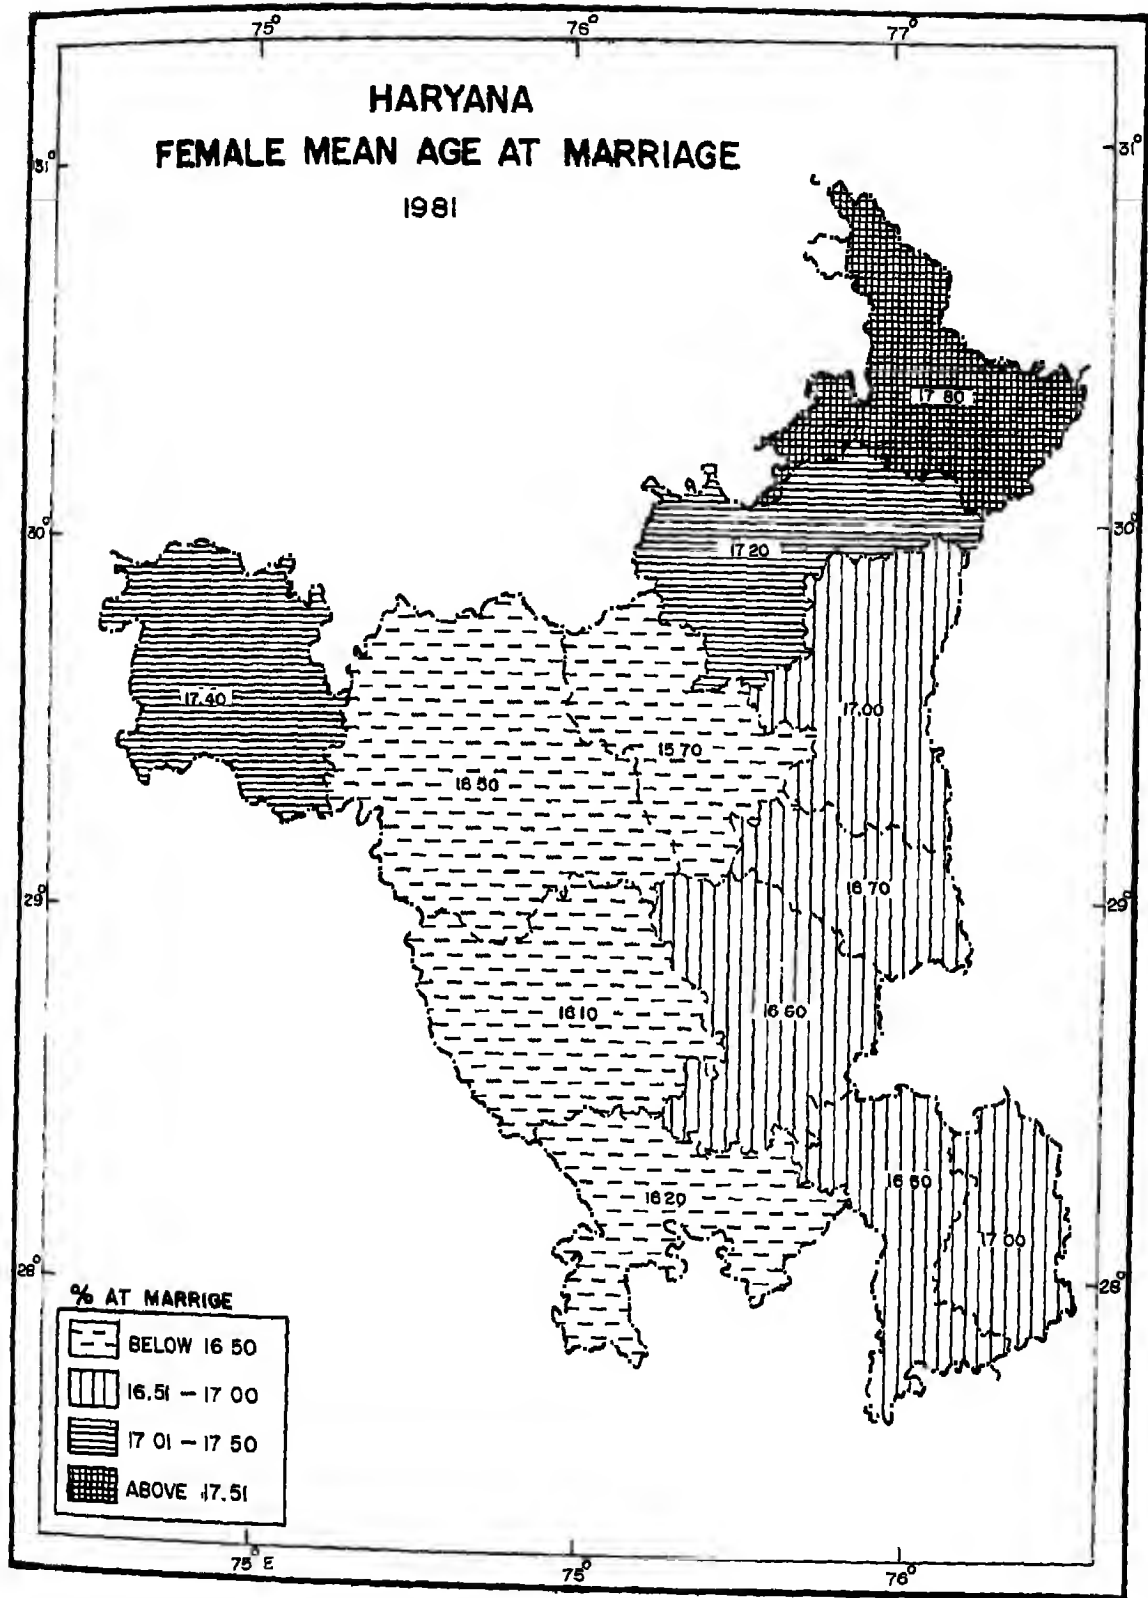 75° 76° 77°
HARYANA
FEMALE MEAN AGE AT MARRIAGE
1981
31° 31°
17 80
30° 30°
17 20
17.40
17.00
15 70
16 50
16 70
29° 29°
16 10
16 60
16 60
16 20
17 00
28° 28°
% AT MARRIGE
BELOW 16 50
16.51 – 17 00
17 01 – 17 50
ABOVE 17.51
75° E 75° 76°